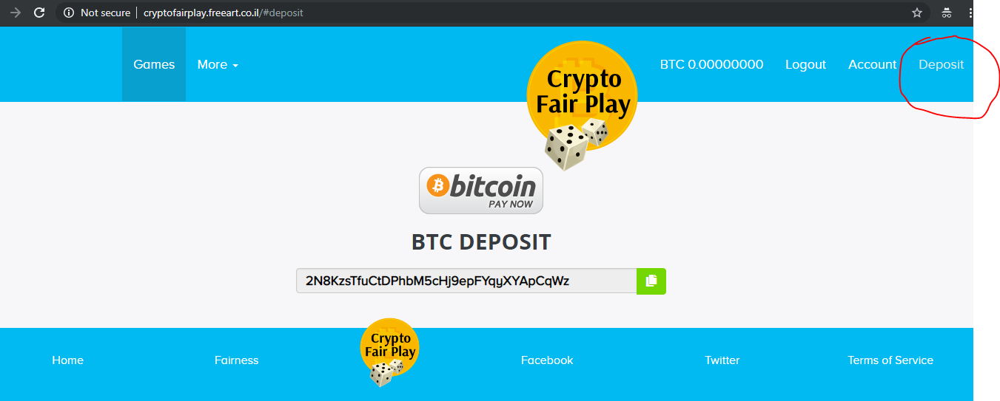 Not secure | cryptofairplay.freeart.co.il/#deposit
Games More BTC 0.00000000 Logout Account Deposit
Crypto
Fair Play
bitcoin
PAY NOW
BTC DEPOSIT
2N8KzsTfuCtDPhbM5cHj9epFYqyXYApCqWz
Crypto
Fair Play
Home Fairness Facebook Twitter Terms of Service